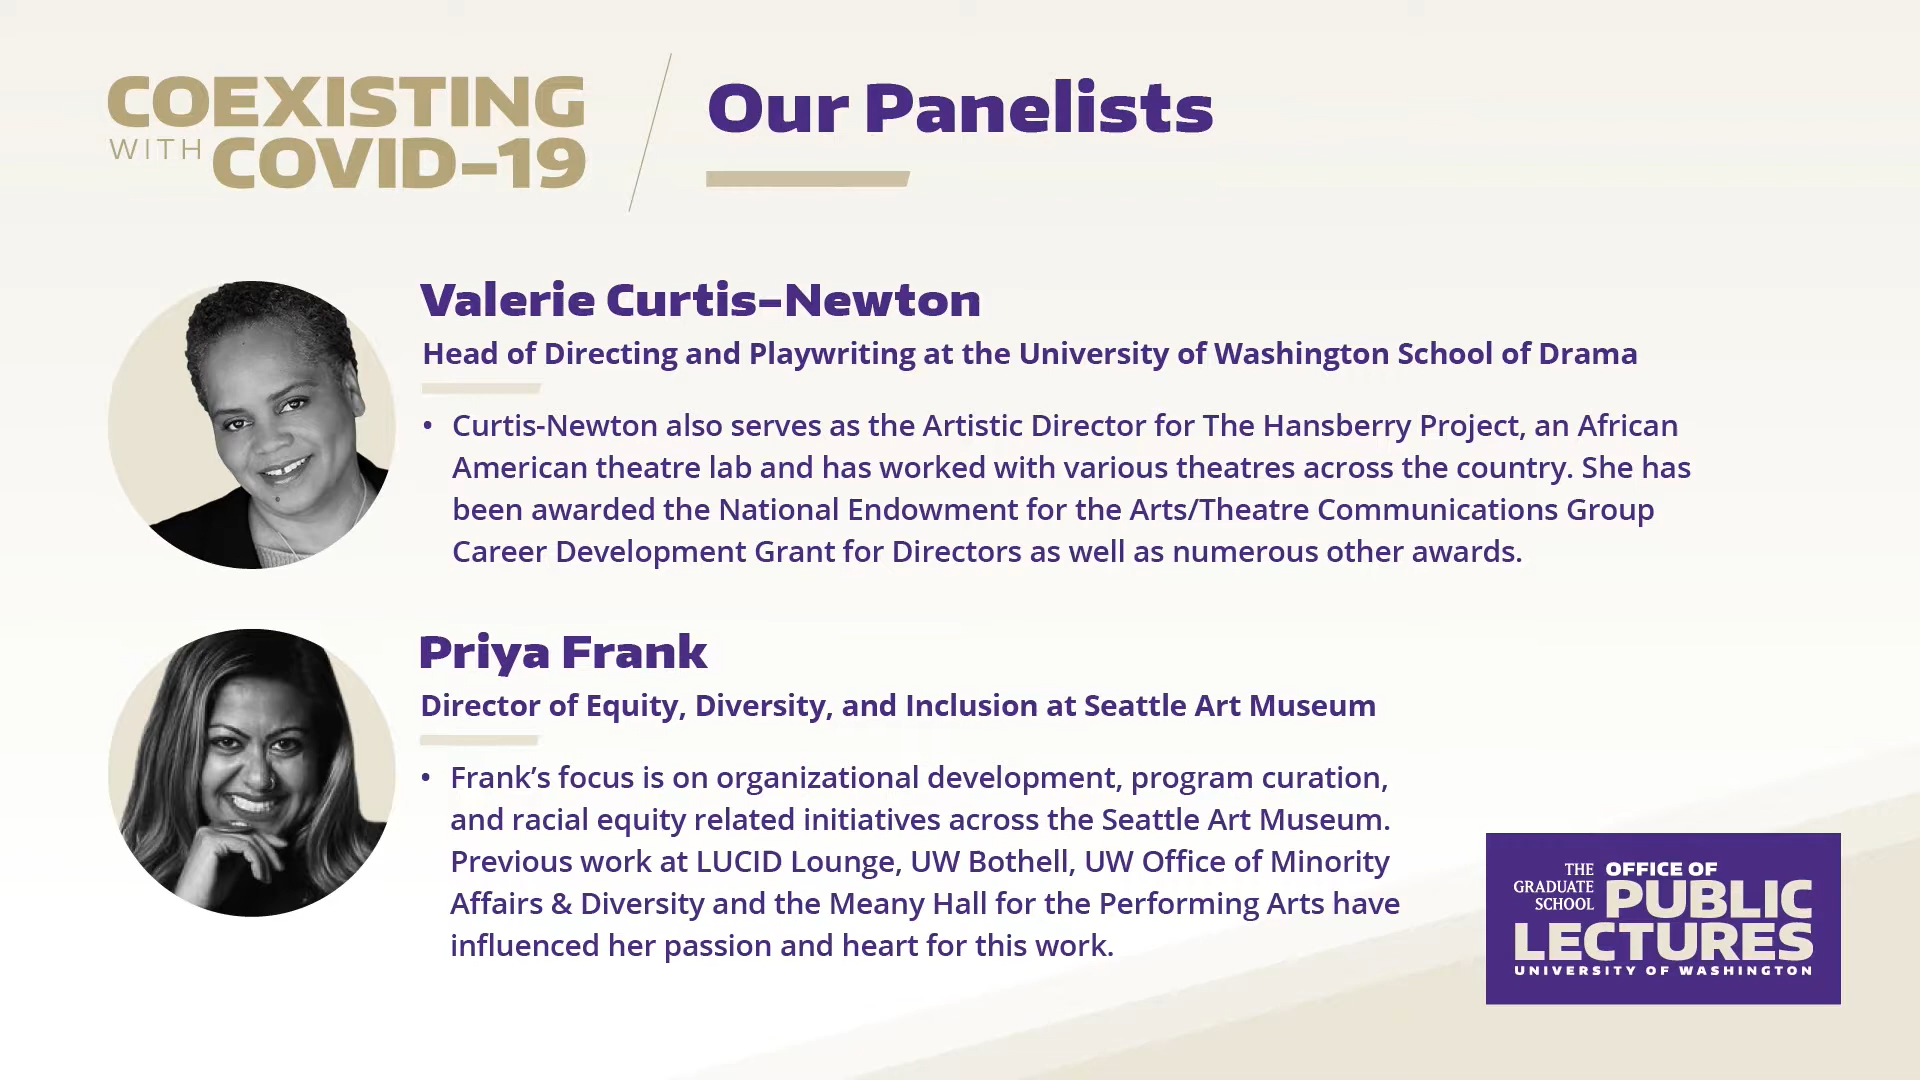 COEXISTING
WITH COVID-19
Our Panelists
Valerie Curtis-Newton
Head of Directing and Playwriting at the University of Washington School of Drama
• Curtis-Newton also serves as the Artistic Director for The Hansberry Project, an African
American theatre lab and has worked with various theatres across the country. She has
been awarded the National Endowment for the Arts/Theatre Communications Group
Career Development Grant for Directors as well as numerous other awards.
Priya Frank
Director of Equity, Diversity, and Inclusion at Seattle Art Museum
• Frank’s focus is on organizational development, program curation,
and racial equity related initiatives across the Seattle Art Museum.
Previous work at LUCID Lounge, UW Bothell, UW Office of Minority
Affairs & Diversity and the Meany Hall for the Performing Arts have
influenced her passion and heart for this work.
THE GRADUATE SCHOOL
OFFICE OF
PUBLIC
LECTURES
UNIVERSITY OF WASHINGTON